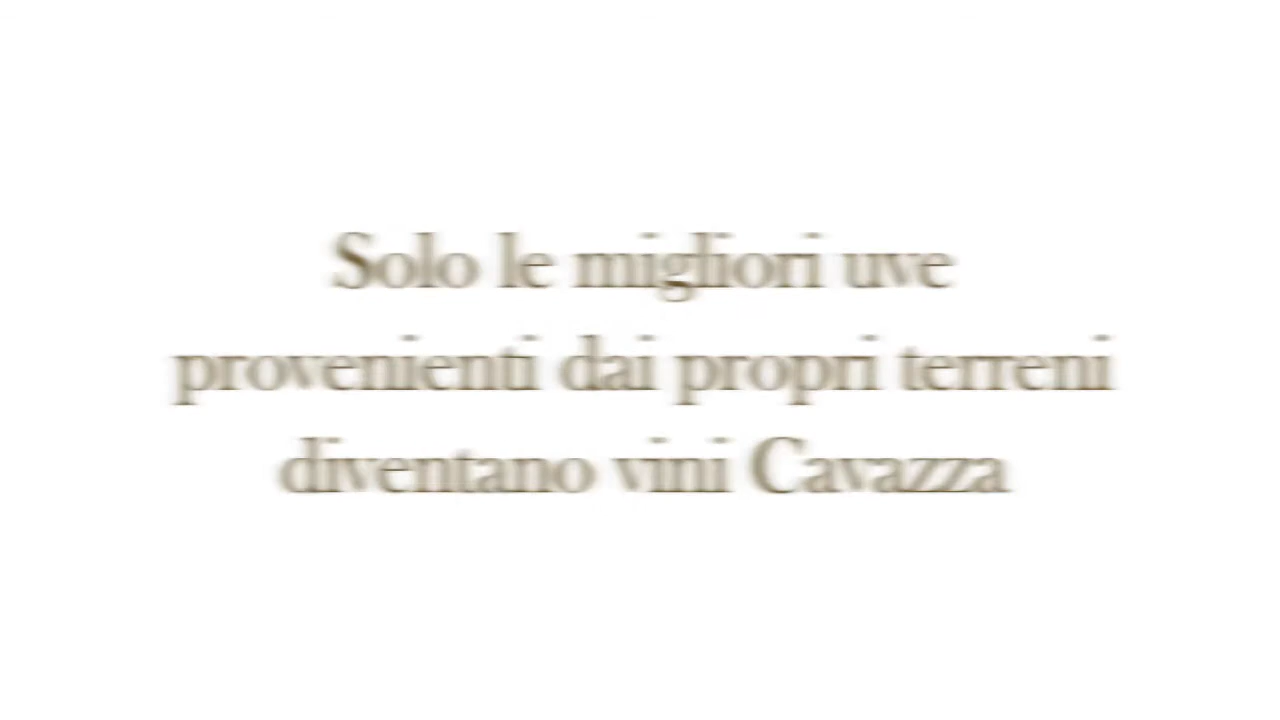 Solo le migliori uve
provenienti dai propri terreni
diventano vini Cavazza